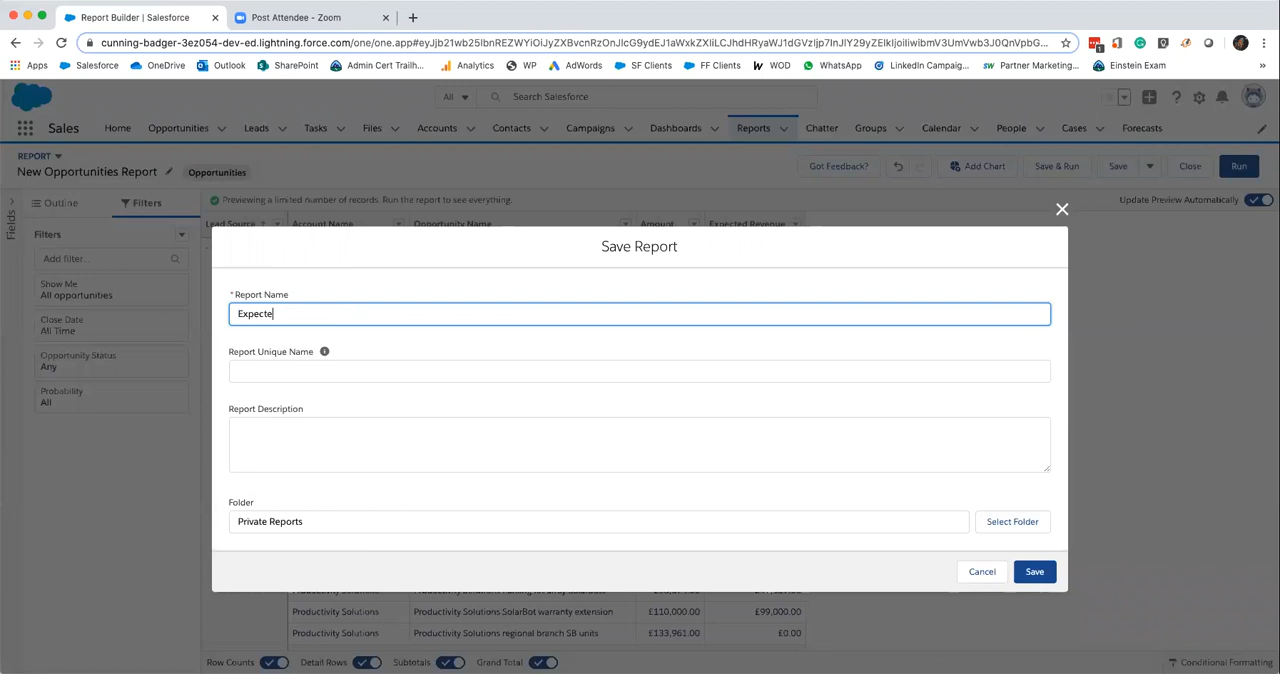 Report Builder | Salesforce
Post Attendee - Zoom
cunning-badger-3ez054-dev-ed.lightning.force.com
Apps Salesforce OneDrive Outlook SharePoint Admin Cert Trailh... Analytics WP AdWords SF Clients FF Clients WOD WhatsApp LinkedIn Campaig... Partner Marketing... Einstein Exam »
All Search Salesforce
Sales Home Opportunities Leads Tasks Files Accounts Contacts Campaigns Dashboards Reports Chatter Groups Calendar People Cases Forecasts
REPORT
New Opportunities Report Opportunities
Got Feedback? Add Chart Save & Run Save Close Run
Fields
Outline Filters
Previewing a limited number of records. Run the report to see everything.
Update Preview Automatically
Lead Source Account Name Opportunity Name Amount Expected Revenue
Filters
Add filter...
Show Me
All opportunities
Close Date
All Time
Opportunity Status
Any
Probability
All
Save Report
* Report Name
Expecte
Report Unique Name
Report Description
Folder
Private Reports
Select Folder
Cancel Save
Productivity Solutions Productivity Solutions SolarBot warranty extension £110,000.00 £99,000.00
Productivity Solutions Productivity Solutions regional branch SB units £133,961.00 £0.00
Row Counts Detail Rows Subtotals Grand Total Conditional Formatting